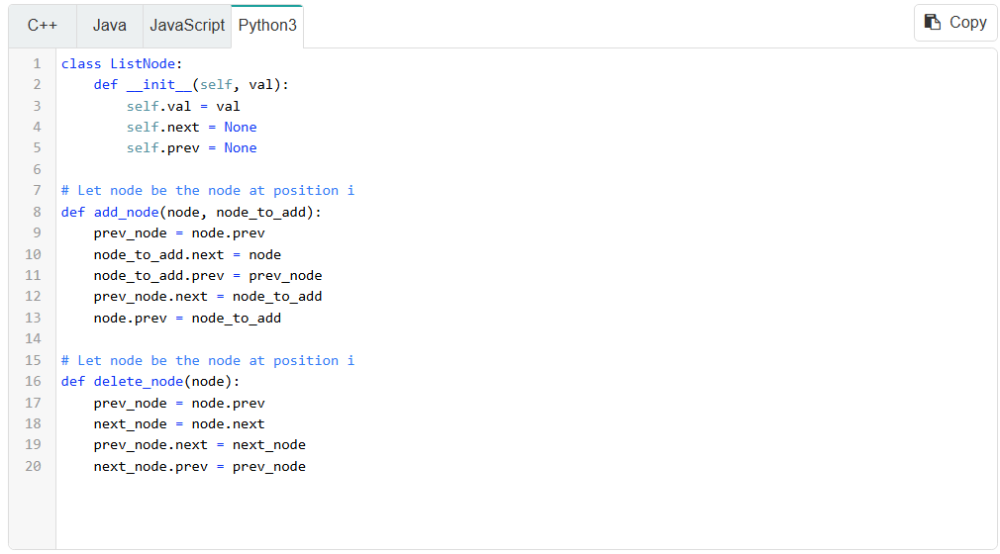 C++ Java JavaScript Python3 Copy
1 class ListNode:
2     def __init__(self, val):
3         self.val = val
4         self.next = None
5         self.prev = None
6
7 # Let node be the node at position i
8 def add_node(node, node_to_add):
9     prev_node = node.prev
10     node_to_add.next = node
11     node_to_add.prev = prev_node
12     prev_node.next = node_to_add
13     node.prev = node_to_add
14
15 # Let node be the node at position i
16 def delete_node(node):
17     prev_node = node.prev
18     next_node = node.next
19     prev_node.next = next_node
20     next_node.prev = prev_node